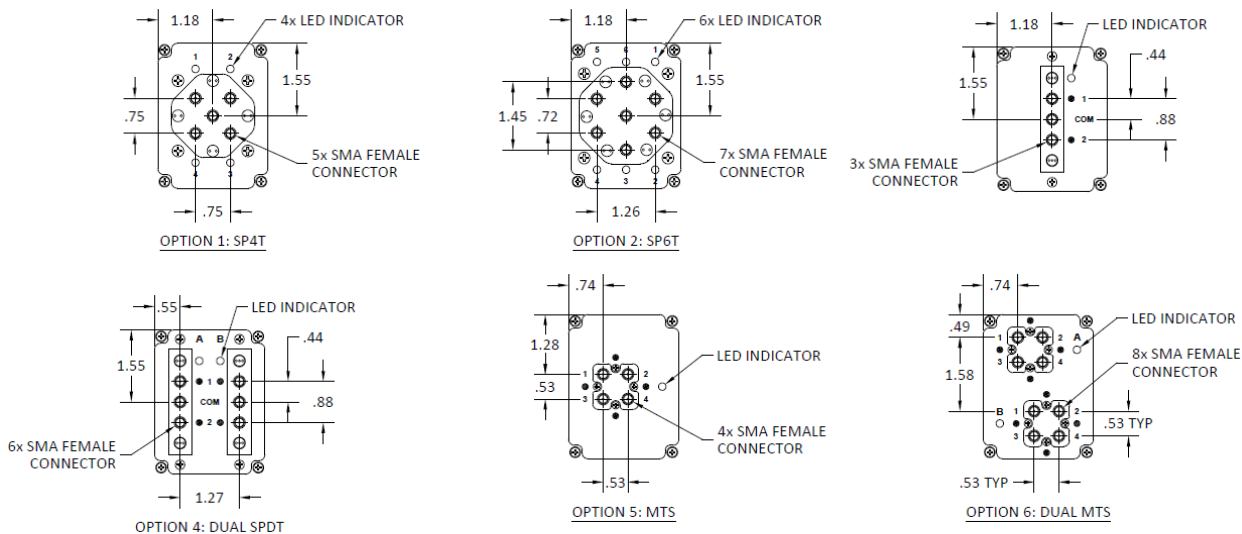 1.18
4x LED INDICATOR
1
2
1.55
.75
4
3
5x SMA FEMALE
CONNECTOR
.75
OPTION 1: SP4T
1.18
6x LED INDICATOR
5
6
1
1.55
1.45
.72
4
3
2
7x SMA FEMALE
CONNECTOR
1.26
OPTION 2: SP6T
1.18
LED INDICATOR
1.55
.44
1
COM
.88
2
3x SMA FEMALE
CONNECTOR
.55
LED INDICATOR
A B
1.55
.44
1
COM
.88
2
6x SMA FEMALE
CONNECTOR
1.27
OPTION 4: DUAL SPDT
.74
1.28
1
2
LED INDICATOR
.53
3
4
4x SMA FEMALE
CONNECTOR
.53
OPTION 5: MTS
.74
LED INDICATOR
.49
1
2
A
3
4
8x SMA FEMALE
CONNECTOR
1.58
B
1
2
3
4
.53 TYP
.53 TYP
OPTION 6: DUAL MTS